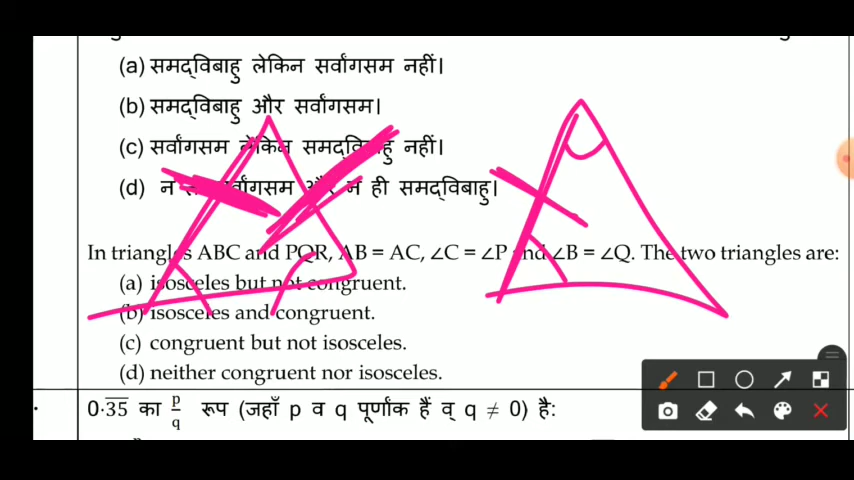 (a) समद्विबाहु लेकिन सर्वांगसम नहीं।
(b) समद्विबाहु और सर्वांगसम।
(c) सर्वांगसम लेकिन समद्विबाहु नहीं।
(d) न तो सर्वांगसम और न ही समद्विबाहु।
In triangles ABC and PQR, AB = AC, ∠C = ∠P and ∠B = ∠Q. The two triangles are:
(a) isosceles but not congruent.
(b) isosceles and congruent.
(c) congruent but not isosceles.
(d) neither congruent nor isosceles.
0·3̅5̅ का p/q रूप (जहाँ p व q पूर्णांक हैं व् q ≠ 0) है: